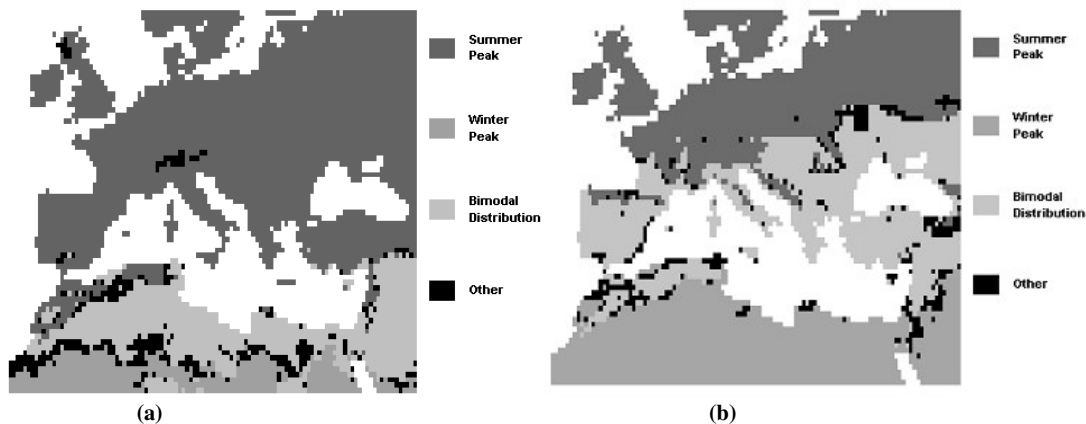 Summer
Peak
Winter
Peak
Bimodal
Distribution
Other
(a)
Summer
Peak
Winter
Peak
Bimodal
Distribution
Other
(b)